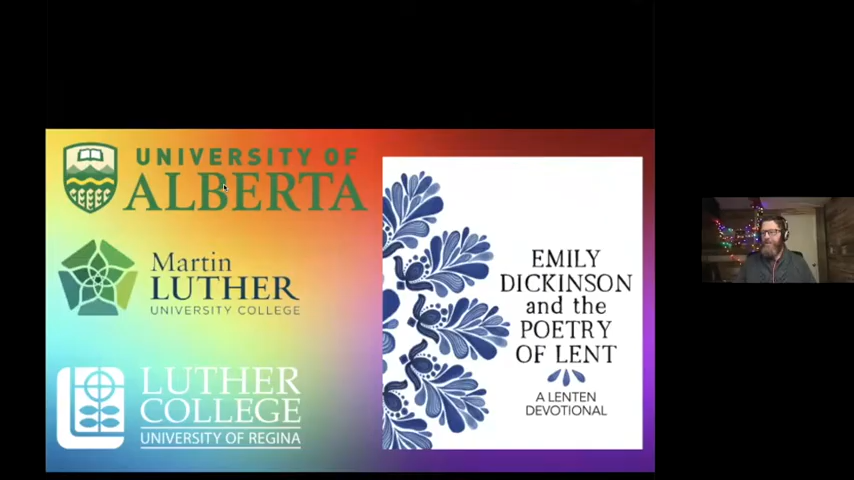 UNIVERSITY OF
ALBERTA
Martin
LUTHER
UNIVERSITY COLLEGE
LUTHER
COLLEGE
UNIVERSITY OF REGINA
EMILY
DICKINSON
and the
POETRY
OF LENT
A LENTEN
DEVOTIONAL